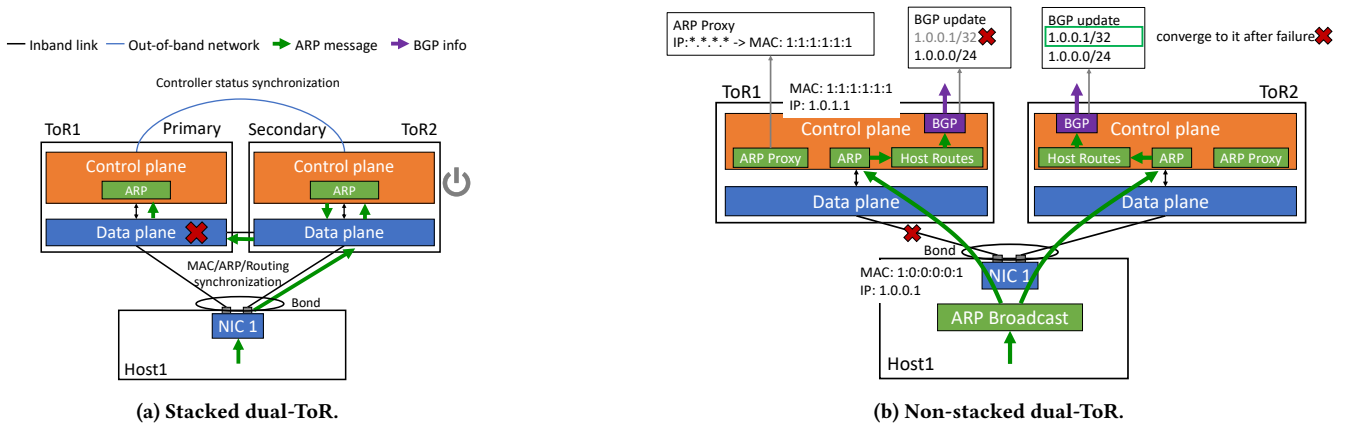 Inband link
Out-of-band network
ARP message
BGP info
Controller status synchronization
ToR1
Primary
Secondary
ToR2
Control plane
ARP
Control plane
ARP
Data plane
Data plane
MAC/ARP/Routing
synchronization
Bond
NIC 1
Host1
(a) Stacked dual-ToR.
ARP Proxy
IP:*.*.*.* -> MAC: 1:1:1:1:1:1
BGP update
1.0.0.1/32
1.0.0.0/24
BGP update
1.0.0.1/32
1.0.0.0/24
converge to it after failure
ToR1
MAC: 1:1:1:1:1:1
IP: 1.0.1.1
ToR2
Control plane
BGP
ARP Proxy
ARP
Host Routes
BGP
Control plane
Host Routes
ARP
ARP Proxy
Data plane
Data plane
Bond
MAC: 1:0:0:0:0:1
IP: 1.0.0.1
NIC 1
ARP Broadcast
Host1
(b) Non-stacked dual-ToR.